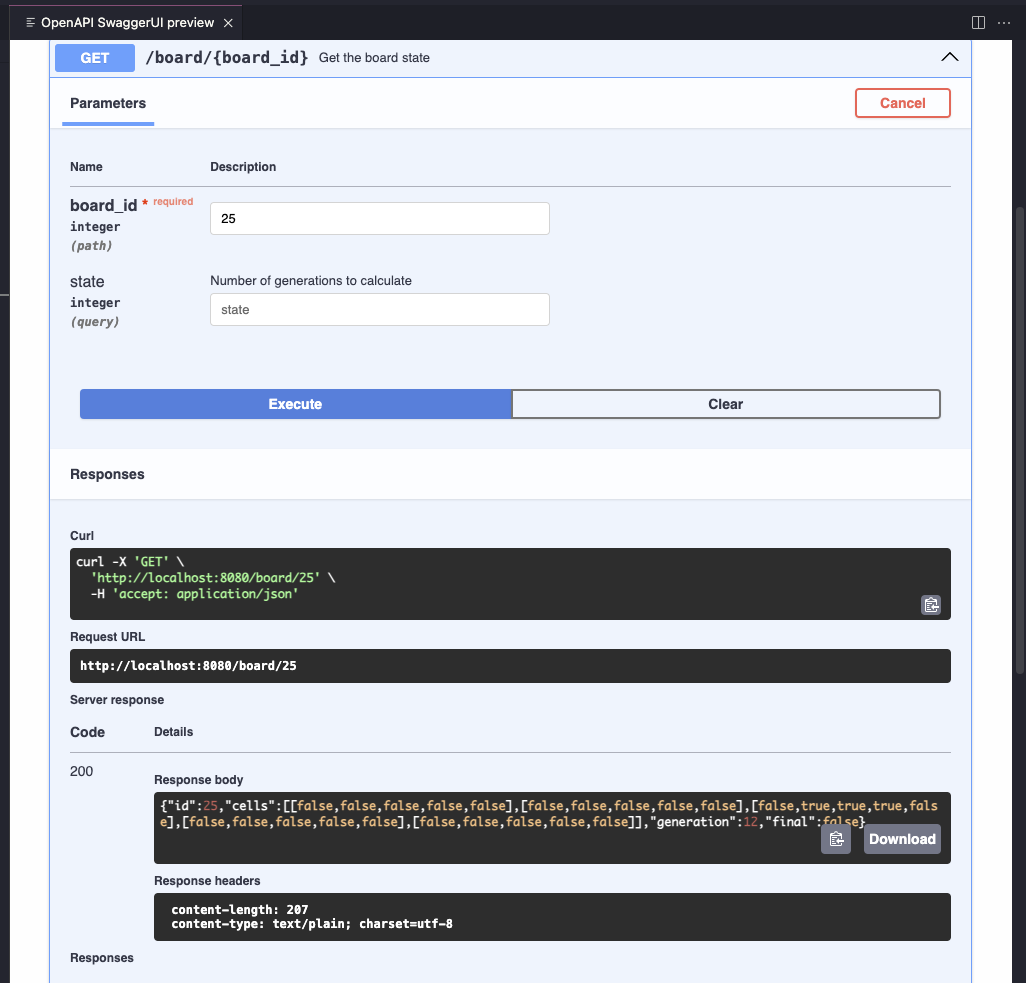 OpenAPI SwaggerUI preview
GET /board/{board_id} Get the board state
Parameters Cancel
Name Description
board_id * required
integer
(path)
25
state
integer
(query)
Number of generations to calculate
state
Execute Clear
Responses
Curl
curl -X 'GET' \
  'http://localhost:8080/board/25' \
  -H 'accept: application/json'
Request URL
http://localhost:8080/board/25
Server response
Code Details
200
Response body
{"id":25,"cells":[[false,false,false,false,false],[false,false,false,false,false],[false,true,true,true,fals
e],[false,false,false,false,false],[false,false,false,false,false]],"generation":12,"final":false}
Download
Response headers
content-length: 207
content-type: text/plain; charset=utf-8
Responses